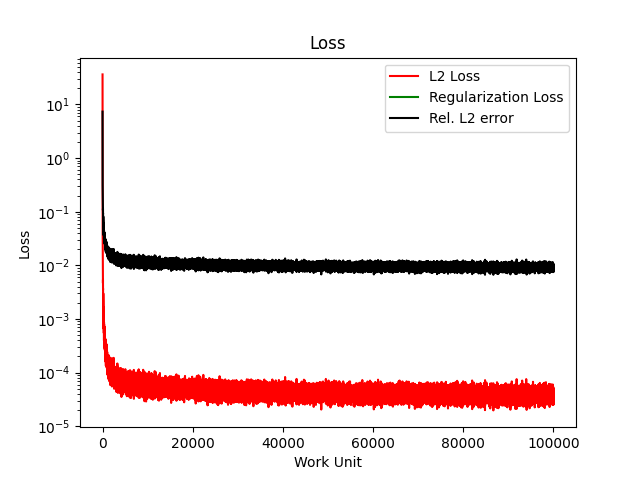 Loss
L2 Loss
Regularization Loss
Rel. L2 error
Loss
10¹
10⁰
10⁻¹
10⁻²
10⁻³
10⁻⁴
10⁻⁵
0 20000 40000 60000 80000 100000
Work Unit